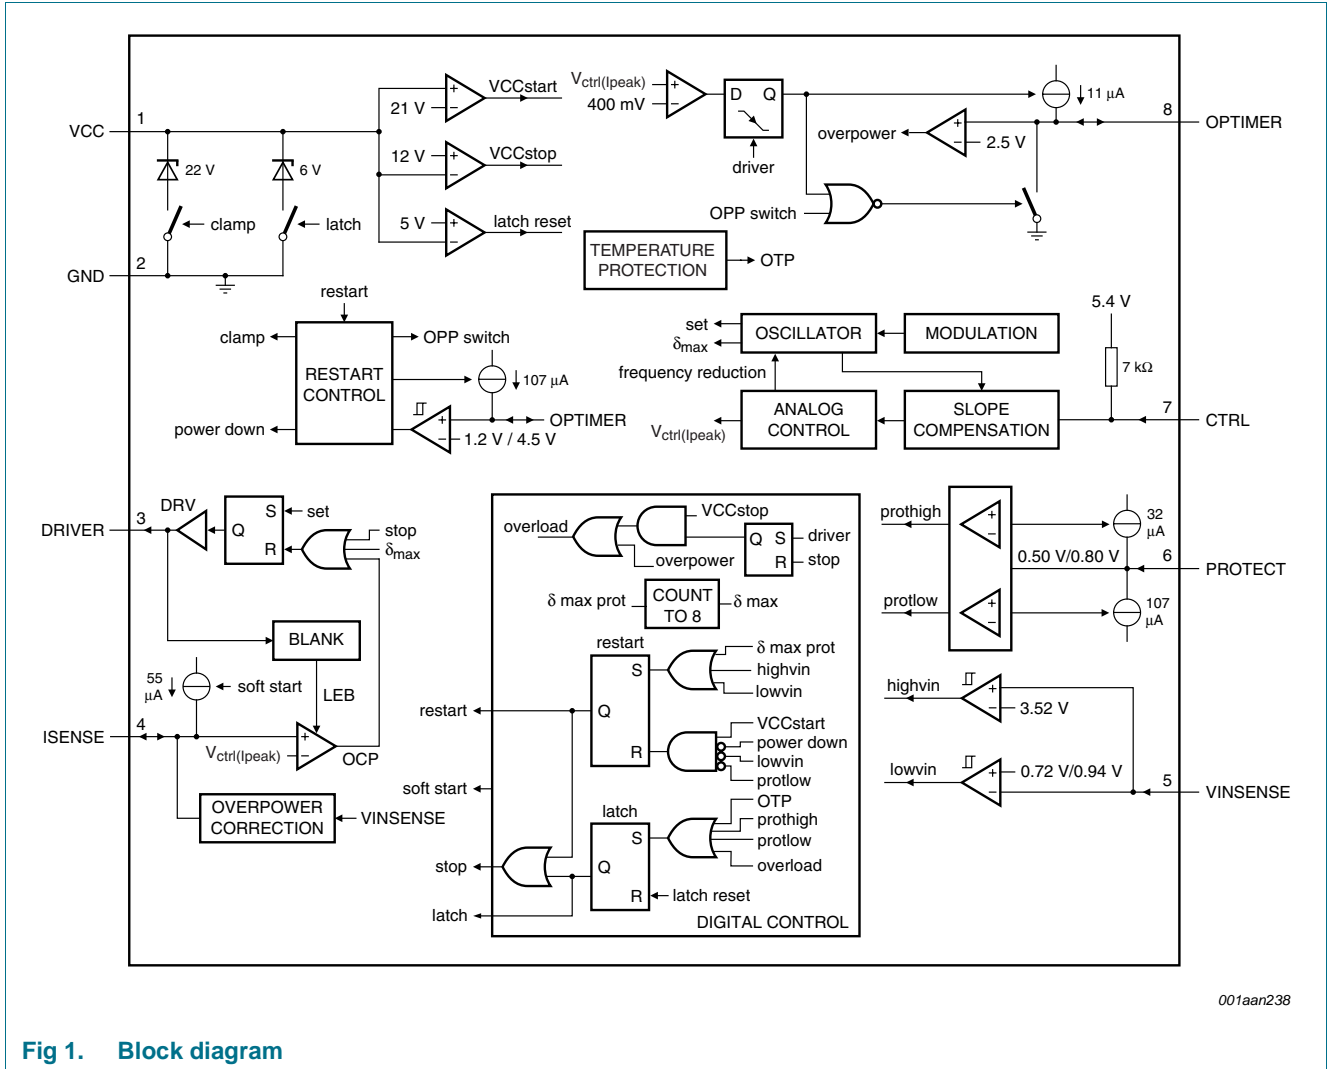 VCC
1
22 V
6 V
clamp
latch
GND
2
21 V
VCCstart
12 V
VCCstop
5 V
latch reset
Vctrl(Ipeak)
400 mV
D Q
driver
overpower
2.5 V
11 μA
8
OPTIMER
OPP switch
TEMPERATURE
PROTECTION
OTP
restart
clamp
OPP switch
RESTART
CONTROL
107 μA
OPTIMER
power down
1.2 V / 4.5 V
set
δmax
OSCILLATOR
MODULATION
frequency reduction
5.4 V
7 kΩ
Vctrl(Ipeak)
ANALOG
CONTROL
SLOPE
COMPENSATION
7
CTRL
DRIVER
3
DRV
Q
S
R
set
stop
δmax
BLANK
LEB
55
μA
soft start
ISENSE
4
Vctrl(Ipeak)
OCP
OVERPOWER
CORRECTION
VINSENSE
overload
VCCstop
overpower
Q S
R
driver
stop
δ max prot
COUNT
TO 8
δ max
restart
S
Q
R
δ max prot
highvin
lowvin
VCCstart
power down
lowvin
protlow
restart
soft start
latch
S
Q
R
OTP
prothigh
protlow
overload
latch reset
stop
latch
DIGITAL CONTROL
prothigh
protlow
0.50 V/0.80 V
32
μA
6
PROTECT
107
μA
highvin
3.52 V
lowvin
0.72 V/0.94 V
5
VINSENSE
001aan238
Fig 1. Block diagram